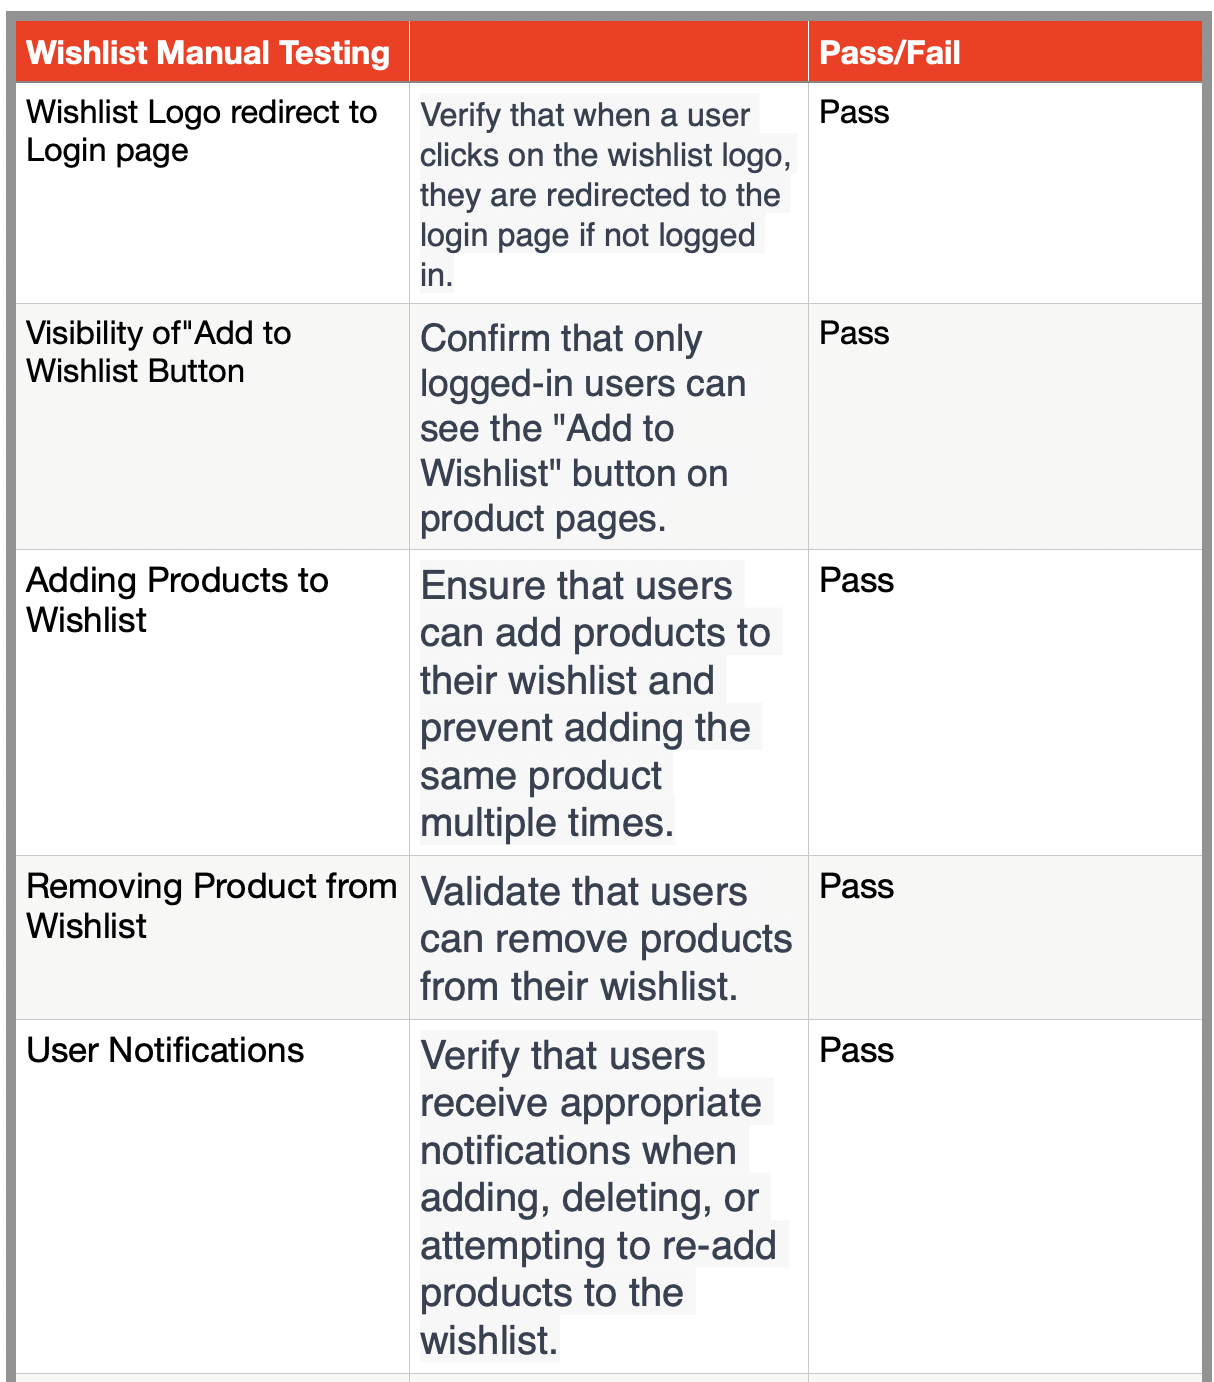 Wishlist Manual Testing
Pass/Fail
Wishlist Logo redirect to
Login page
Verify that when a user
clicks on the wishlist logo,
they are redirected to the
login page if not logged
in.
Pass
Visibility of"Add to
Wishlist Button
Confirm that only
logged-in users can
see the "Add to
Wishlist" button on
product pages.
Pass
Adding Products to
Wishlist
Ensure that users
can add products to
their wishlist and
prevent adding the
same product
multiple times.
Pass
Removing Product from
Wishlist
Validate that users
can remove products
from their wishlist.
Pass
User Notifications
Verify that users
receive appropriate
notifications when
adding, deleting, or
attempting to re-add
products to the
wishlist.
Pass